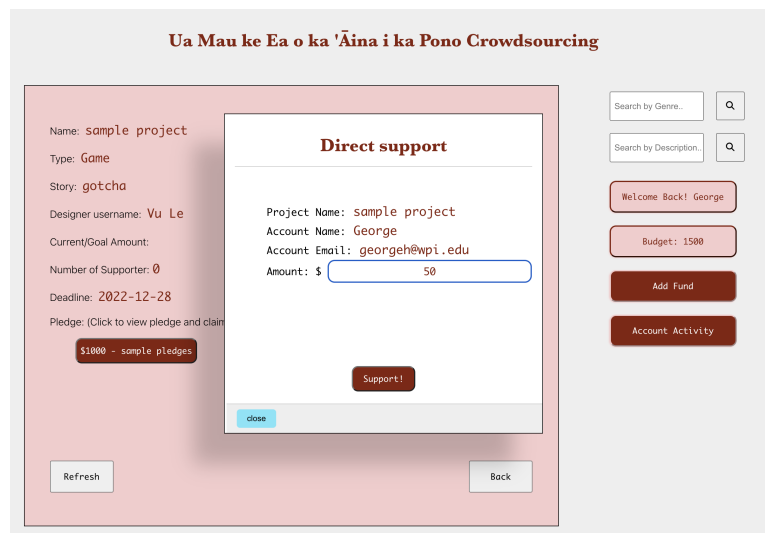 Ua Mau ke Ea o ka 'Āina i ka Pono Crowdsourcing
Name: sample project
Type: Game
Story: gotcha
Designer username: Vu Le
Current/Goal Amount:
Number of Supporter: 0
Deadline: 2022-12-28
Pledge: (Click to view pledge and claim
$1000 - sample pledges
Refresh
Back
Direct support
Project Name: sample project
Account Name: George
Account Email: georgeh@wpi.edu
Amount: $ 50
Support!
close
Search by Genre..
Search by Description..
Welcome Back! George
Budget: 1500
Add Fund
Account Activity